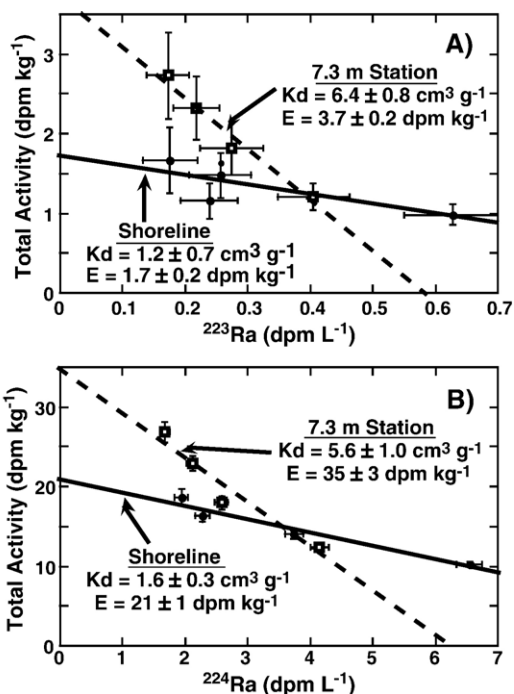 A)
3
2
1
0
Total Activity (dpm kg⁻¹)
7.3 m Station
Kd = 6.4 ± 0.8 cm³ g⁻¹
E = 3.7 ± 0.2 dpm kg⁻¹
Shoreline
Kd = 1.2 ± 0.7 cm³ g⁻¹
E = 1.7 ± 0.2 dpm kg⁻¹
0 0.1 0.2 0.3 0.4 0.5 0.6 0.7
²²³Ra (dpm L⁻¹)
B)
30
20
10
0
Total Activity (dpm kg⁻¹)
7.3 m Station
Kd = 5.6 ± 1.0 cm³ g⁻¹
E = 35 ± 3 dpm kg⁻¹
Shoreline
Kd = 1.6 ± 0.3 cm³ g⁻¹
E = 21 ± 1 dpm kg⁻¹
0 1 2 3 4 5 6 7
²²⁴Ra (dpm L⁻¹)